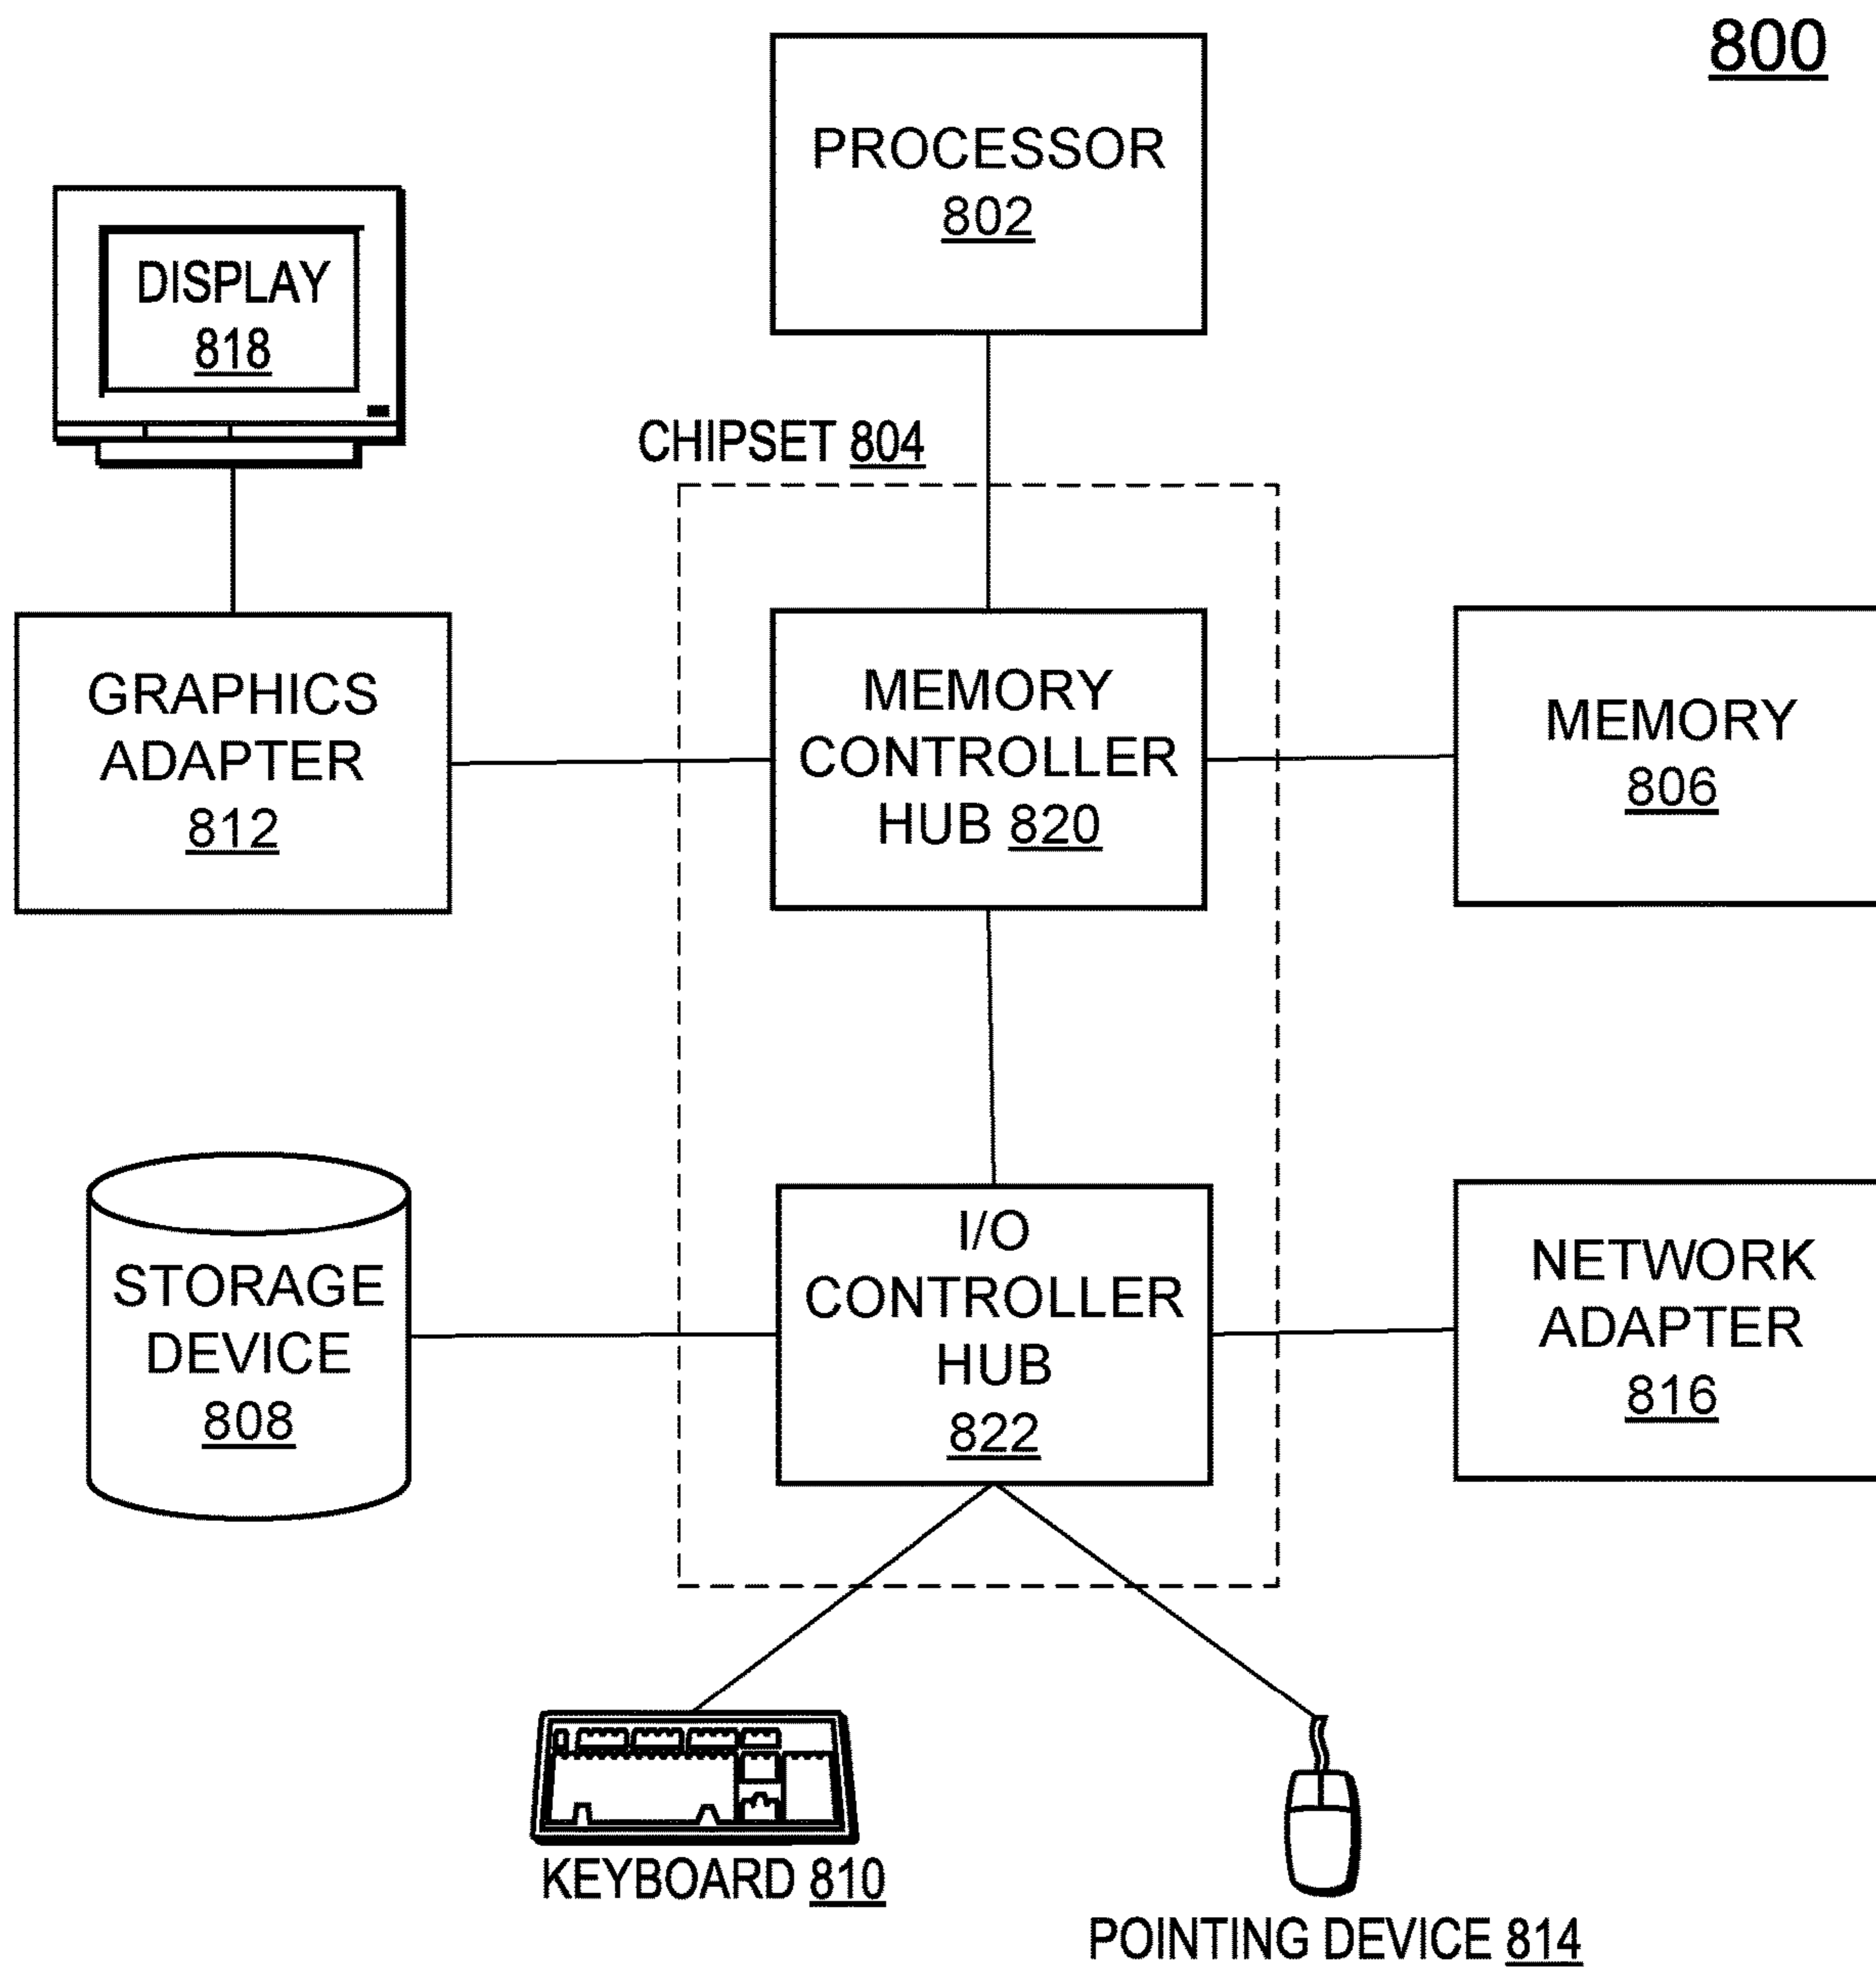 800
PROCESSOR
802
DISPLAY
818
CHIPSET 804
GRAPHICS
ADAPTER
812
MEMORY
CONTROLLER
HUB 820
MEMORY
806
STORAGE
DEVICE
808
I/O
CONTROLLER
HUB
822
NETWORK
ADAPTER
816
KEYBOARD 810
POINTING DEVICE 814